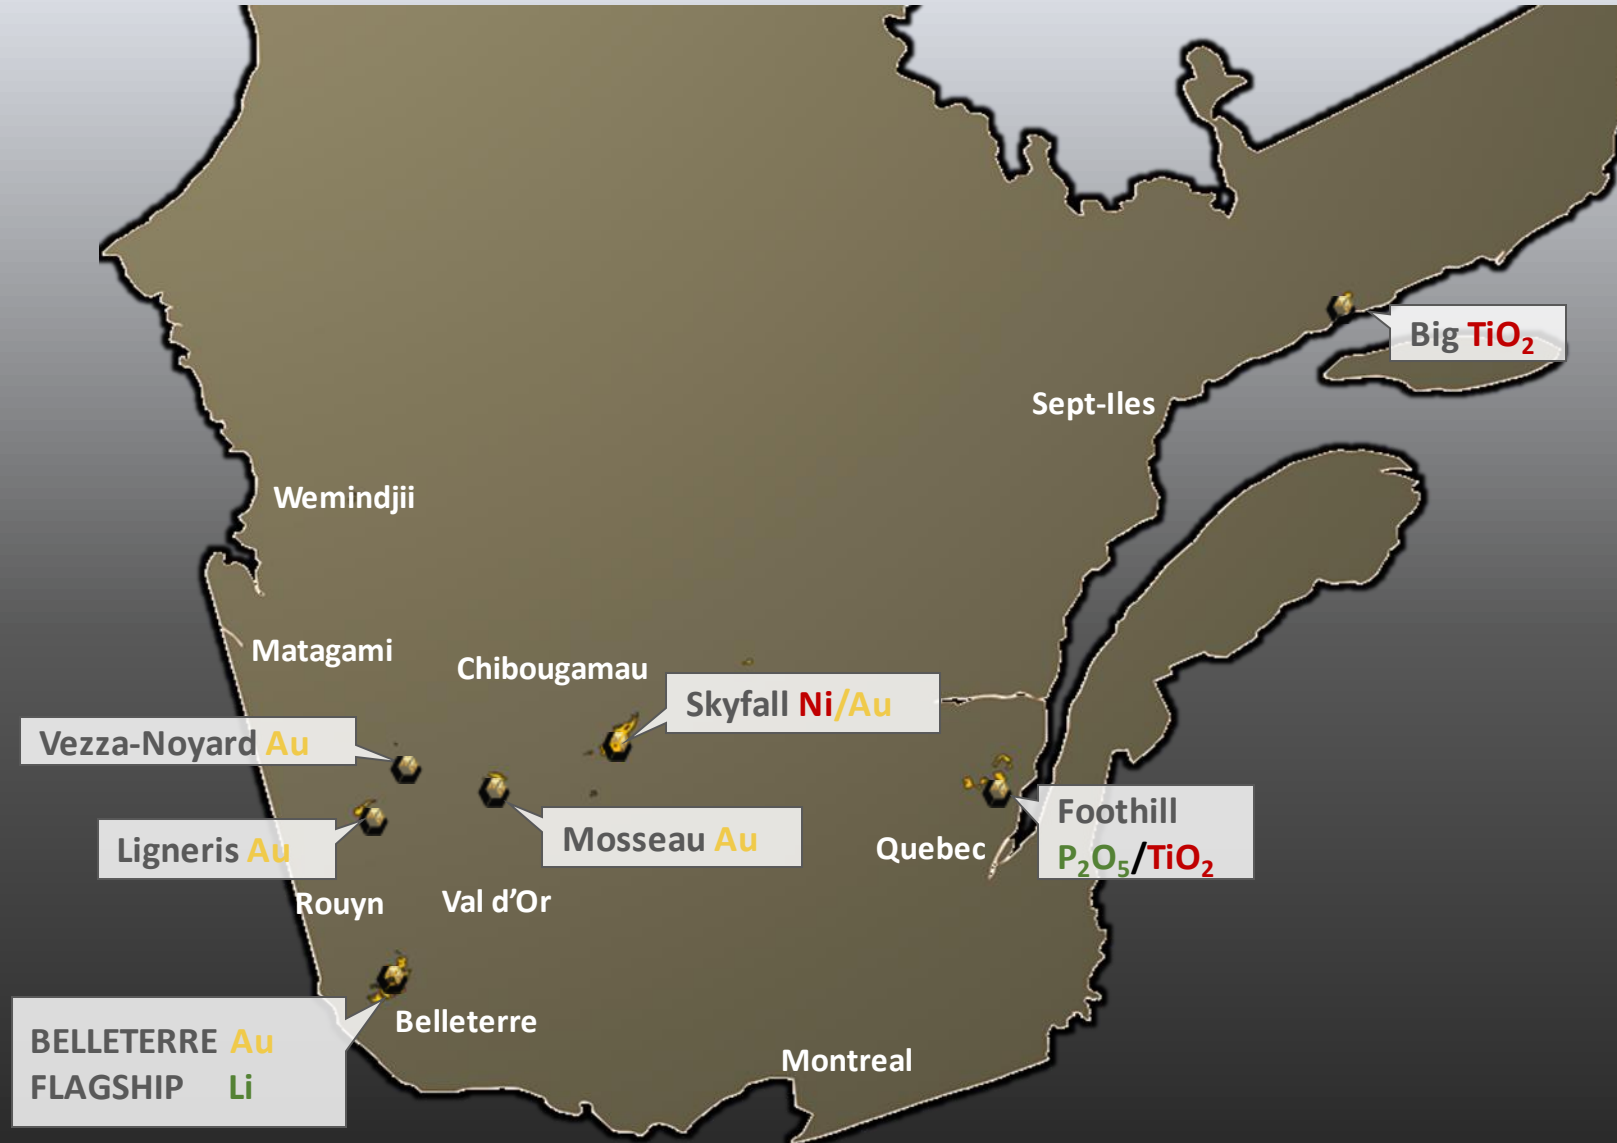 Big TiO₂
Sept-Iles
Wemindjii
Matagami
Chibougamau
Skyfall Ni/Au
Vezza-Noyard Au
Ligneris Au
Mosseau Au
Foothill
P₂O₅/TiO₂
Quebec
Rouyn
Val d'Or
Belleterre
BELLETERRE Au
FLAGSHIP Li
Montreal